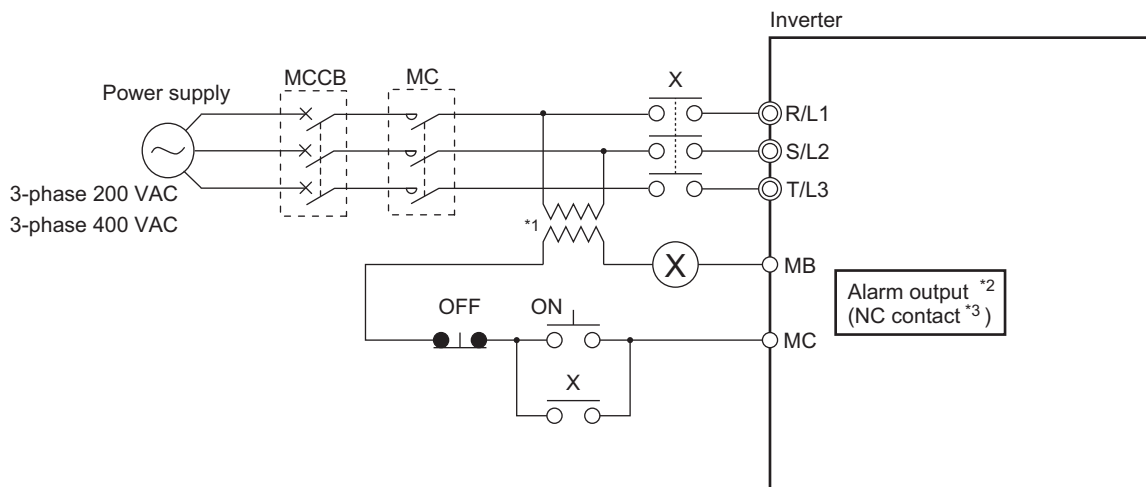 Inverter
MCCB
MC
X
Power supply
R/L1
S/L2
T/L3
3-phase 200 VAC
3-phase 400 VAC
*1
X
MB
OFF
ON
Alarm output *2
(NC contact *3)
MC
X